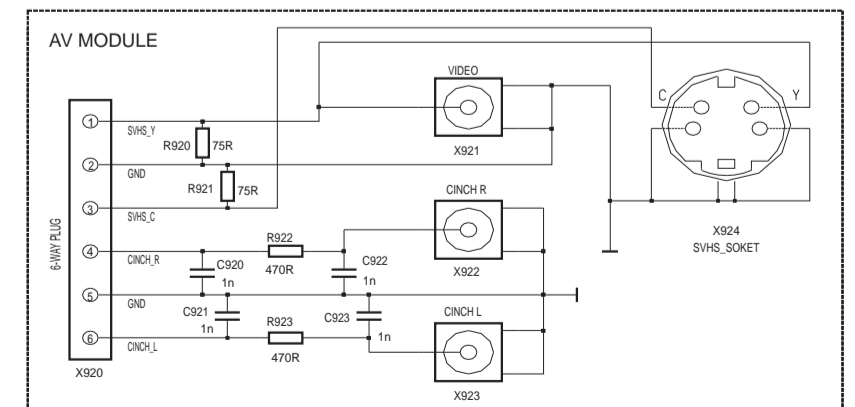 AV MODULE
VIDEO
C
Y
1
SVHS_Y
R920
75R
X921
2
GND
R921
75R
CINCH R
3
SVHS_C
X924
SVHS_SOKET
6-WAY PLUG
R922
4
CINCH_R
C920
470R
C922
X922
1n
1n
5
GND
C921
R923
C923
CINCH L
1n
1n
6
CINCH_L
470R
X920
X923